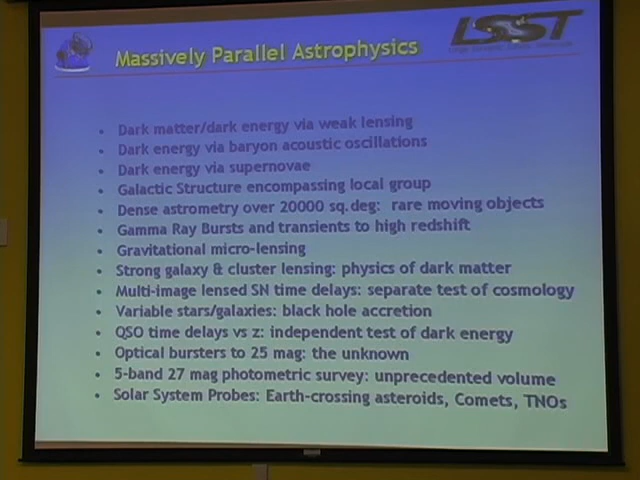 Massively Parallel Astrophysics
LSST
• Dark matter/dark energy via weak lensing
• Dark energy via baryon acoustic oscillations
• Dark energy via supernovae
• Galactic Structure encompassing local group
• Dense astrometry over 20000 sq.deg: rare moving objects
• Gamma Ray Bursts and transients to high redshift
• Gravitational micro-lensing
• Strong galaxy & cluster lensing: physics of dark matter
• Multi-image lensed SN time delays: separate test of cosmology
• Variable stars/galaxies: black hole accretion
• QSO time delays vs z: independent test of dark energy
• Optical bursters to 25 mag: the unknown
• 5-band 27 mag photometric survey: unprecedented volume
• Solar System Probes: Earth-crossing asteroids, Comets, TNOs